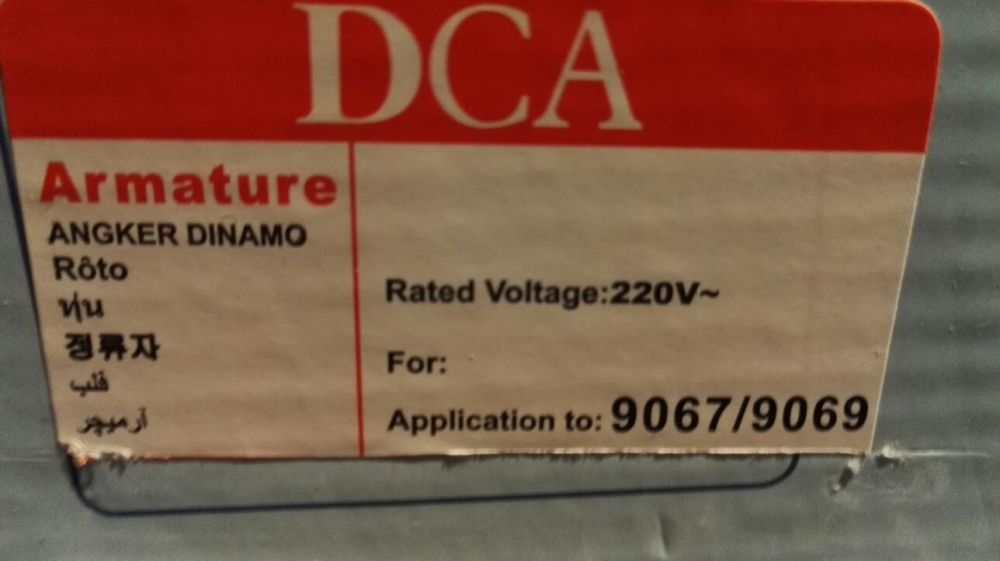 DCA
Armature
ANGKER DINAMO
Rôto
ทุ่น
정류자
قلب
آرمیچر
Rated Voltage:220V~
For:
Application to: 9067/9069